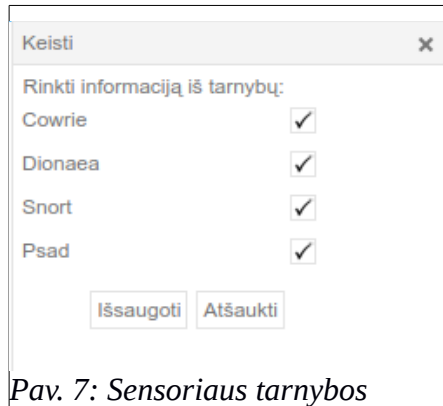 Keisti
Rinkti informaciją iš tarnybų:
Cowrie
Dionaea
Snort
Psad
Išsaugoti Atšaukti
Pav. 7: Sensoriaus tarnybos